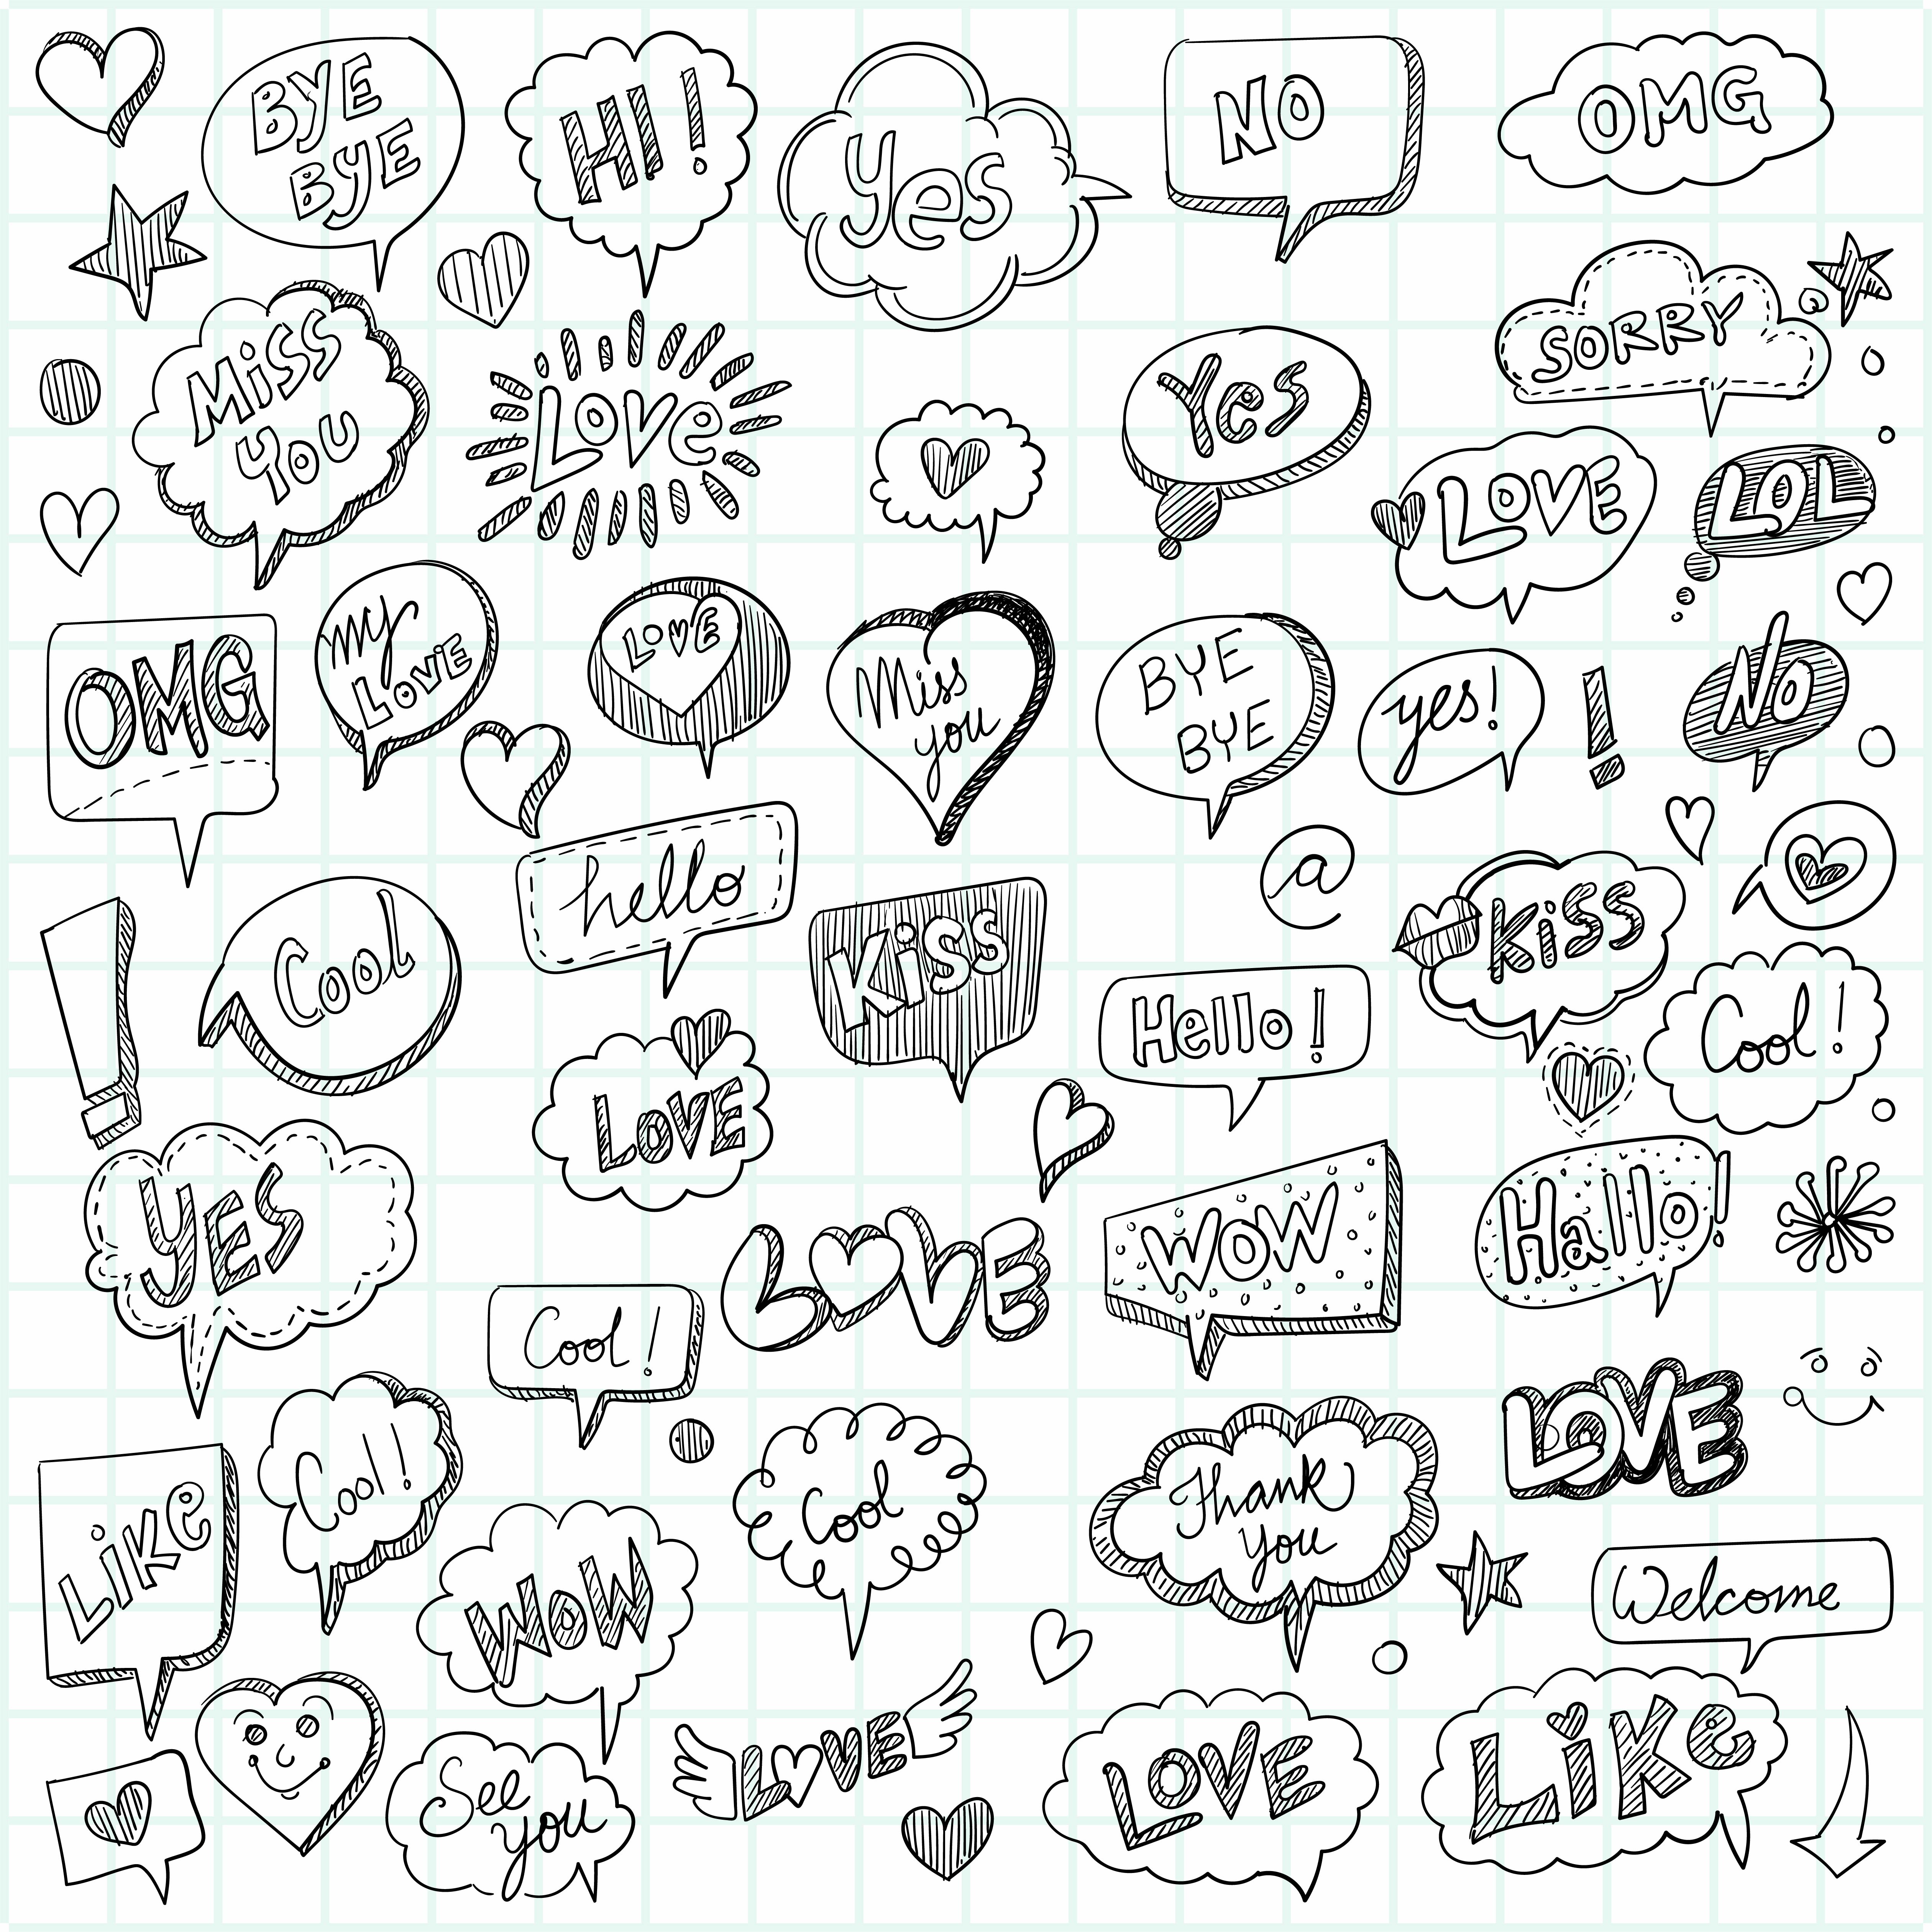 BYE
BYE
HI!
yes
NO
OMG
MiSS
YOU
LOVe
Yes
SORRY
LOVE
LOL
OMG
my
LOVE
LOVE
Miss
you
BYE
BYE
yes!
!
No
!
Cool
hello
KiSS
@
Hello!
KiSS
Cool!
LOVE
YES
Cool!
LOVE
WOW
Hallo!
LiKe
Cool!
WOW
Cool
Thank
you
LOVE
Welcome
See
you
LOVE
LOVE
LiKe